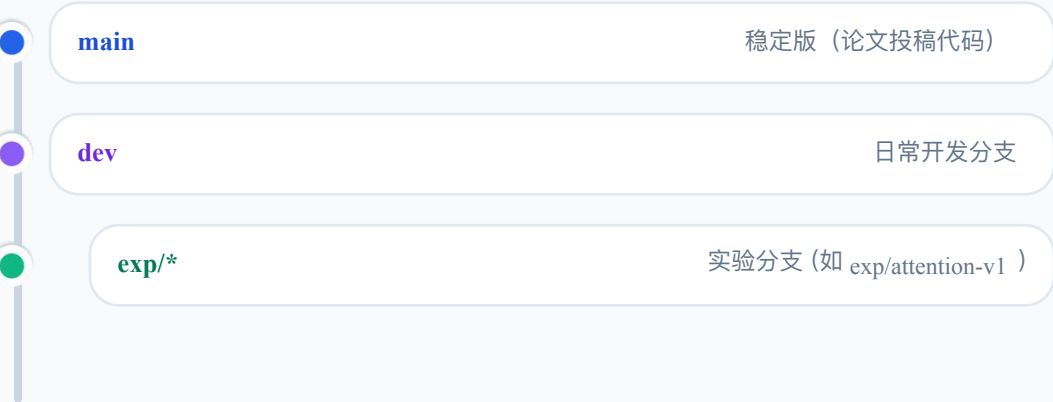 main 稳定版（论文投稿代码）
dev 日常开发分支
exp/* 实验分支 (如 exp/attention-v1 ）